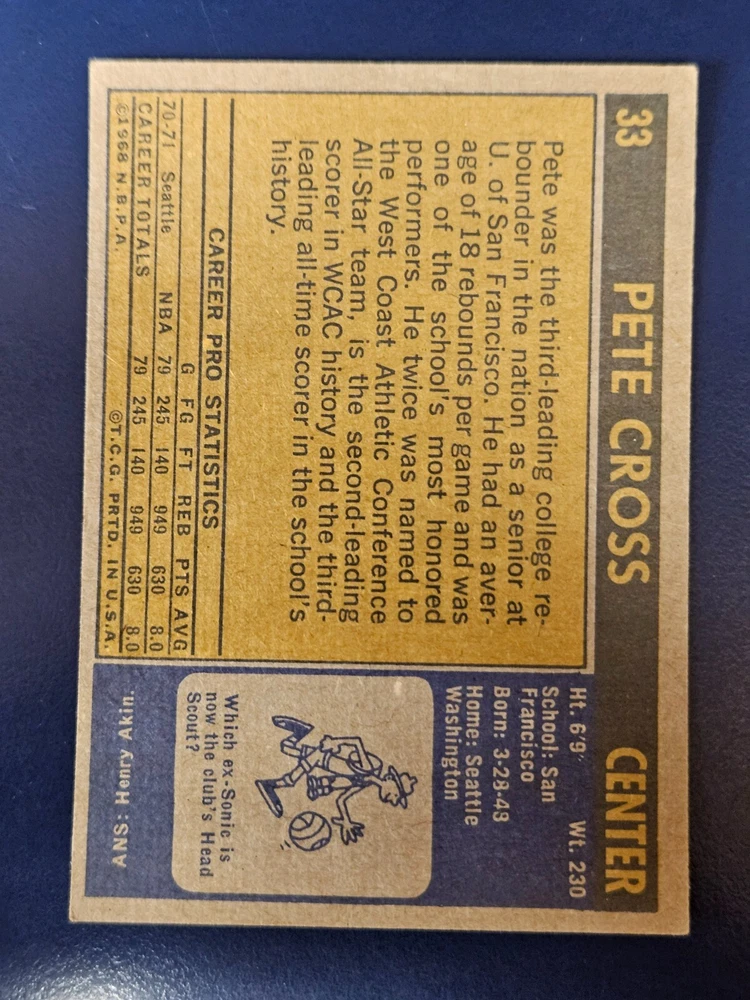 33 PETE CROSS CENTER
Pete was the third-leading college re-
bounder in the nation as a senior at
U. of San Francisco. He had an aver-
age of 18 rebounds per game and was
one of the school's most honored
performers. He twice was named to
the West Coast Athletic Conference
All-Star team, is the second-leading
scorer in WCAC history and the third-
leading all-time scorer in the school's
history.
CAREER PRO STATISTICS
G FG FT REB PTS AVG
70-71 Seattle NBA 79 245 140 949 630 8.0
CAREER TOTALS 79 245 140 949 630 8.0
©1968 N.B.P.A. ©T.C.G. PRTD. IN U.S.A.
Ht. 6'9" Wt. 230
School: San
Francisco
Born: 3-28-48
Home: Seattle
Washington
Which ex-Sonic is
now the club's Head
Scout?
ANS: Henry Akin.